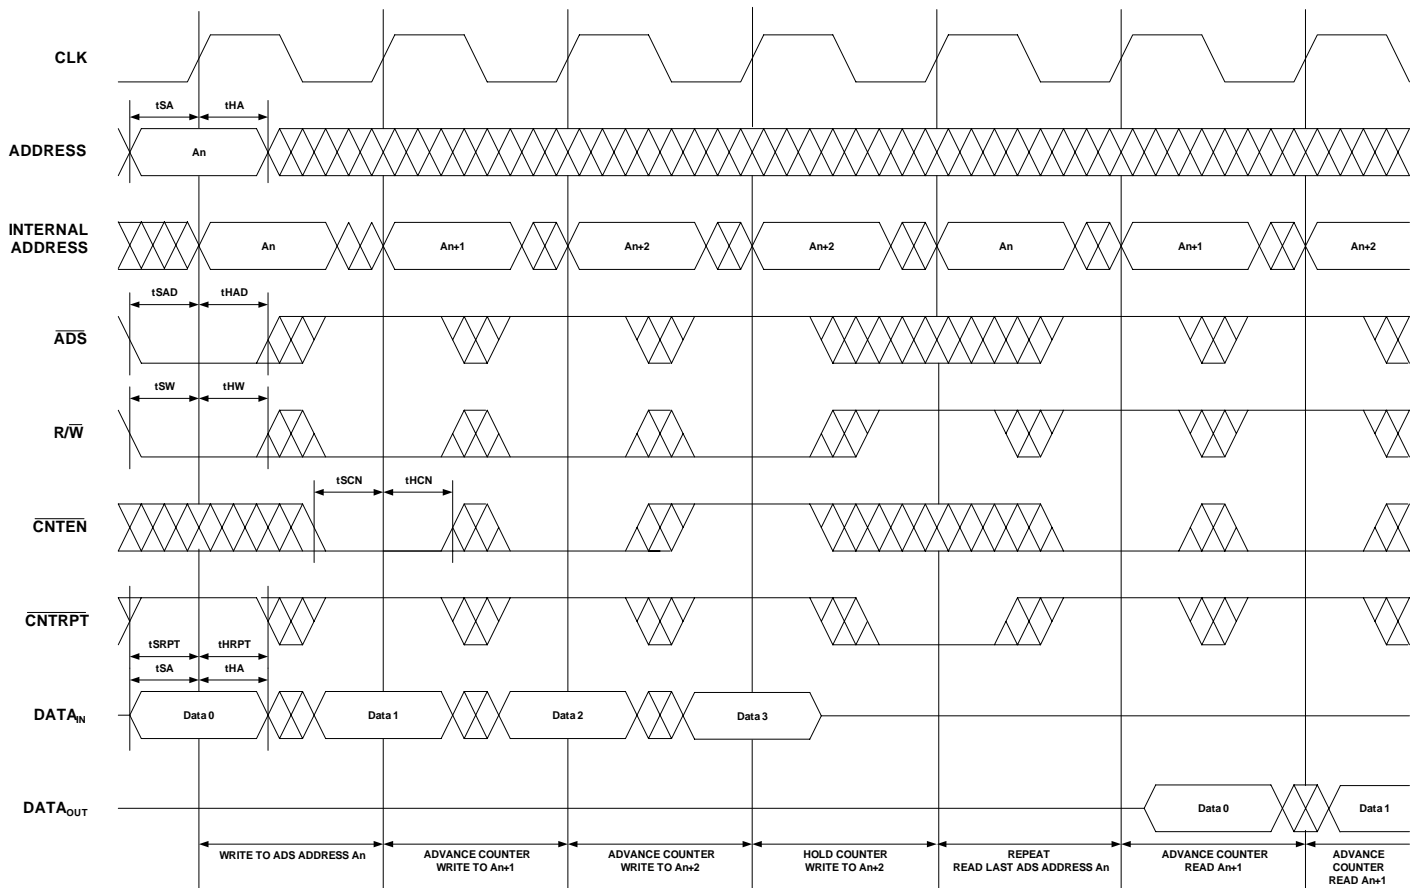 CLK
tSA tHA
ADDRESS An
INTERNAL
ADDRESS
An An+1 An+2 An+2 An An+1 An+2
tSAD tHAD
ADS
tSW tHW
R/W
tSCN tHCN
CNTEN
CNTRPT
tSRPT tHRPT
tSA tHA
DATAIN Data 0 Data 1 Data 2 Data 3
DATAOUT Data 0 Data 1
WRITE TO ADS ADDRESS An
ADVANCE COUNTER
WRITE TO An+1
ADVANCE COUNTER
WRITE TO An+2
HOLD COUNTER
WRITE TO An+2
REPEAT
READ LAST ADS ADDRESS An
ADVANCE COUNTER
READ An+1
ADVANCE
COUNTER
READ An+1